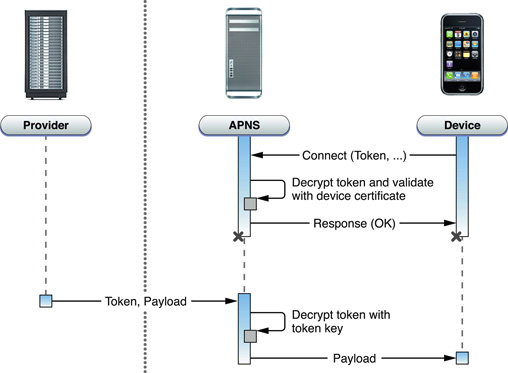 Provider
APNS
Device
Connect (Token, ...)
Decrypt token and validate
with device certificate
Response (OK)
Token, Payload
Decrypt token with
token key
Payload